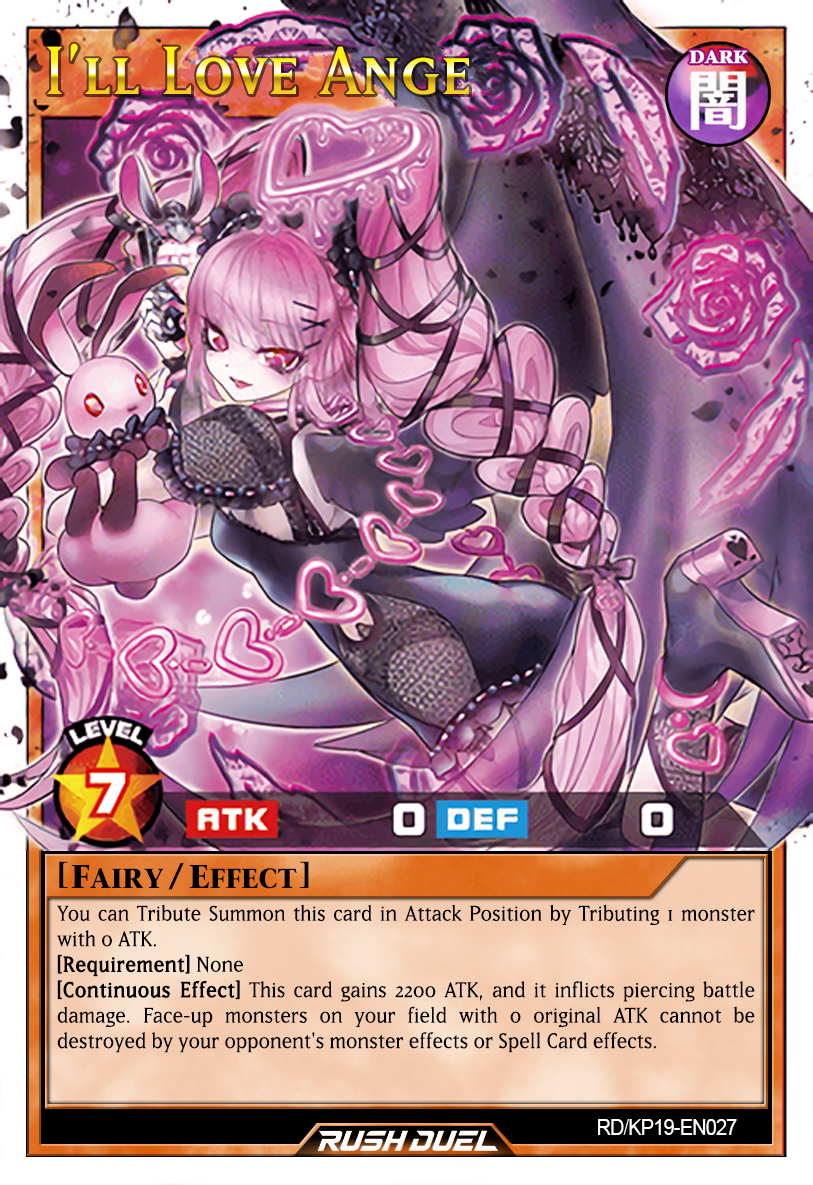 I'll Love Ange
DARK
闇
LEVEL
7
ATK 0 DEF 0
[Fairy / Effect]
You can Tribute Summon this card in Attack Position by Tributing 1 monster
with 0 ATK.
[Requirement] None
[Continuous Effect] This card gains 2200 ATK, and it inflicts piercing battle
damage. Face-up monsters on your field with 0 original ATK cannot be
destroyed by your opponent's monster effects or Spell Card effects.
RD/KP19-EN027
RUSH DUEL